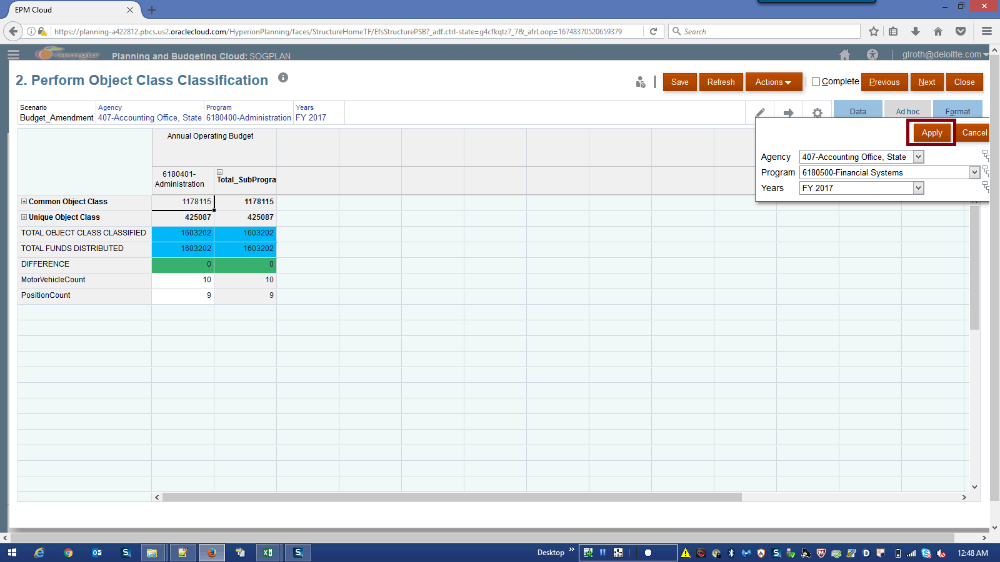 EPM Cloud
https://planning-a422812.pbcs.us2.oraclecloud.com/HyperionPlanning/faces/StructureHomeTF/EfsStructurePSB?_adf.ctrl-state=g4cfkqtz7_7&_afrLoop=16748370520659379
Search
Georgia
Planning and Budgeting Cloud: SOGPLAN
glroth@deloitte.com
2. Perform Object Class Classification
Save
Refresh
Actions
Complete
Previous
Next
Close
Scenario Agency Program Years
Budget_Amendment 407-Accounting Office, State 6180400-Administration FY 2017
Data
Ad hoc
Format
Apply
Cancel
Agency 407-Accounting Office, State
Program 6180500-Financial Systems
Years FY 2017
Annual Operating Budget
6180401-
Administration
Total_SubProgra
Common Object Class 1178115 1178115
Unique Object Class 425087 425087
TOTAL OBJECT CLASS CLASSIFIED 1603202 1603202
TOTAL FUNDS DISTRIBUTED 1603202 1603202
DIFFERENCE 0 0
MotorVehicleCount 10 10
PositionCount 9 9
Desktop
12:48 AM